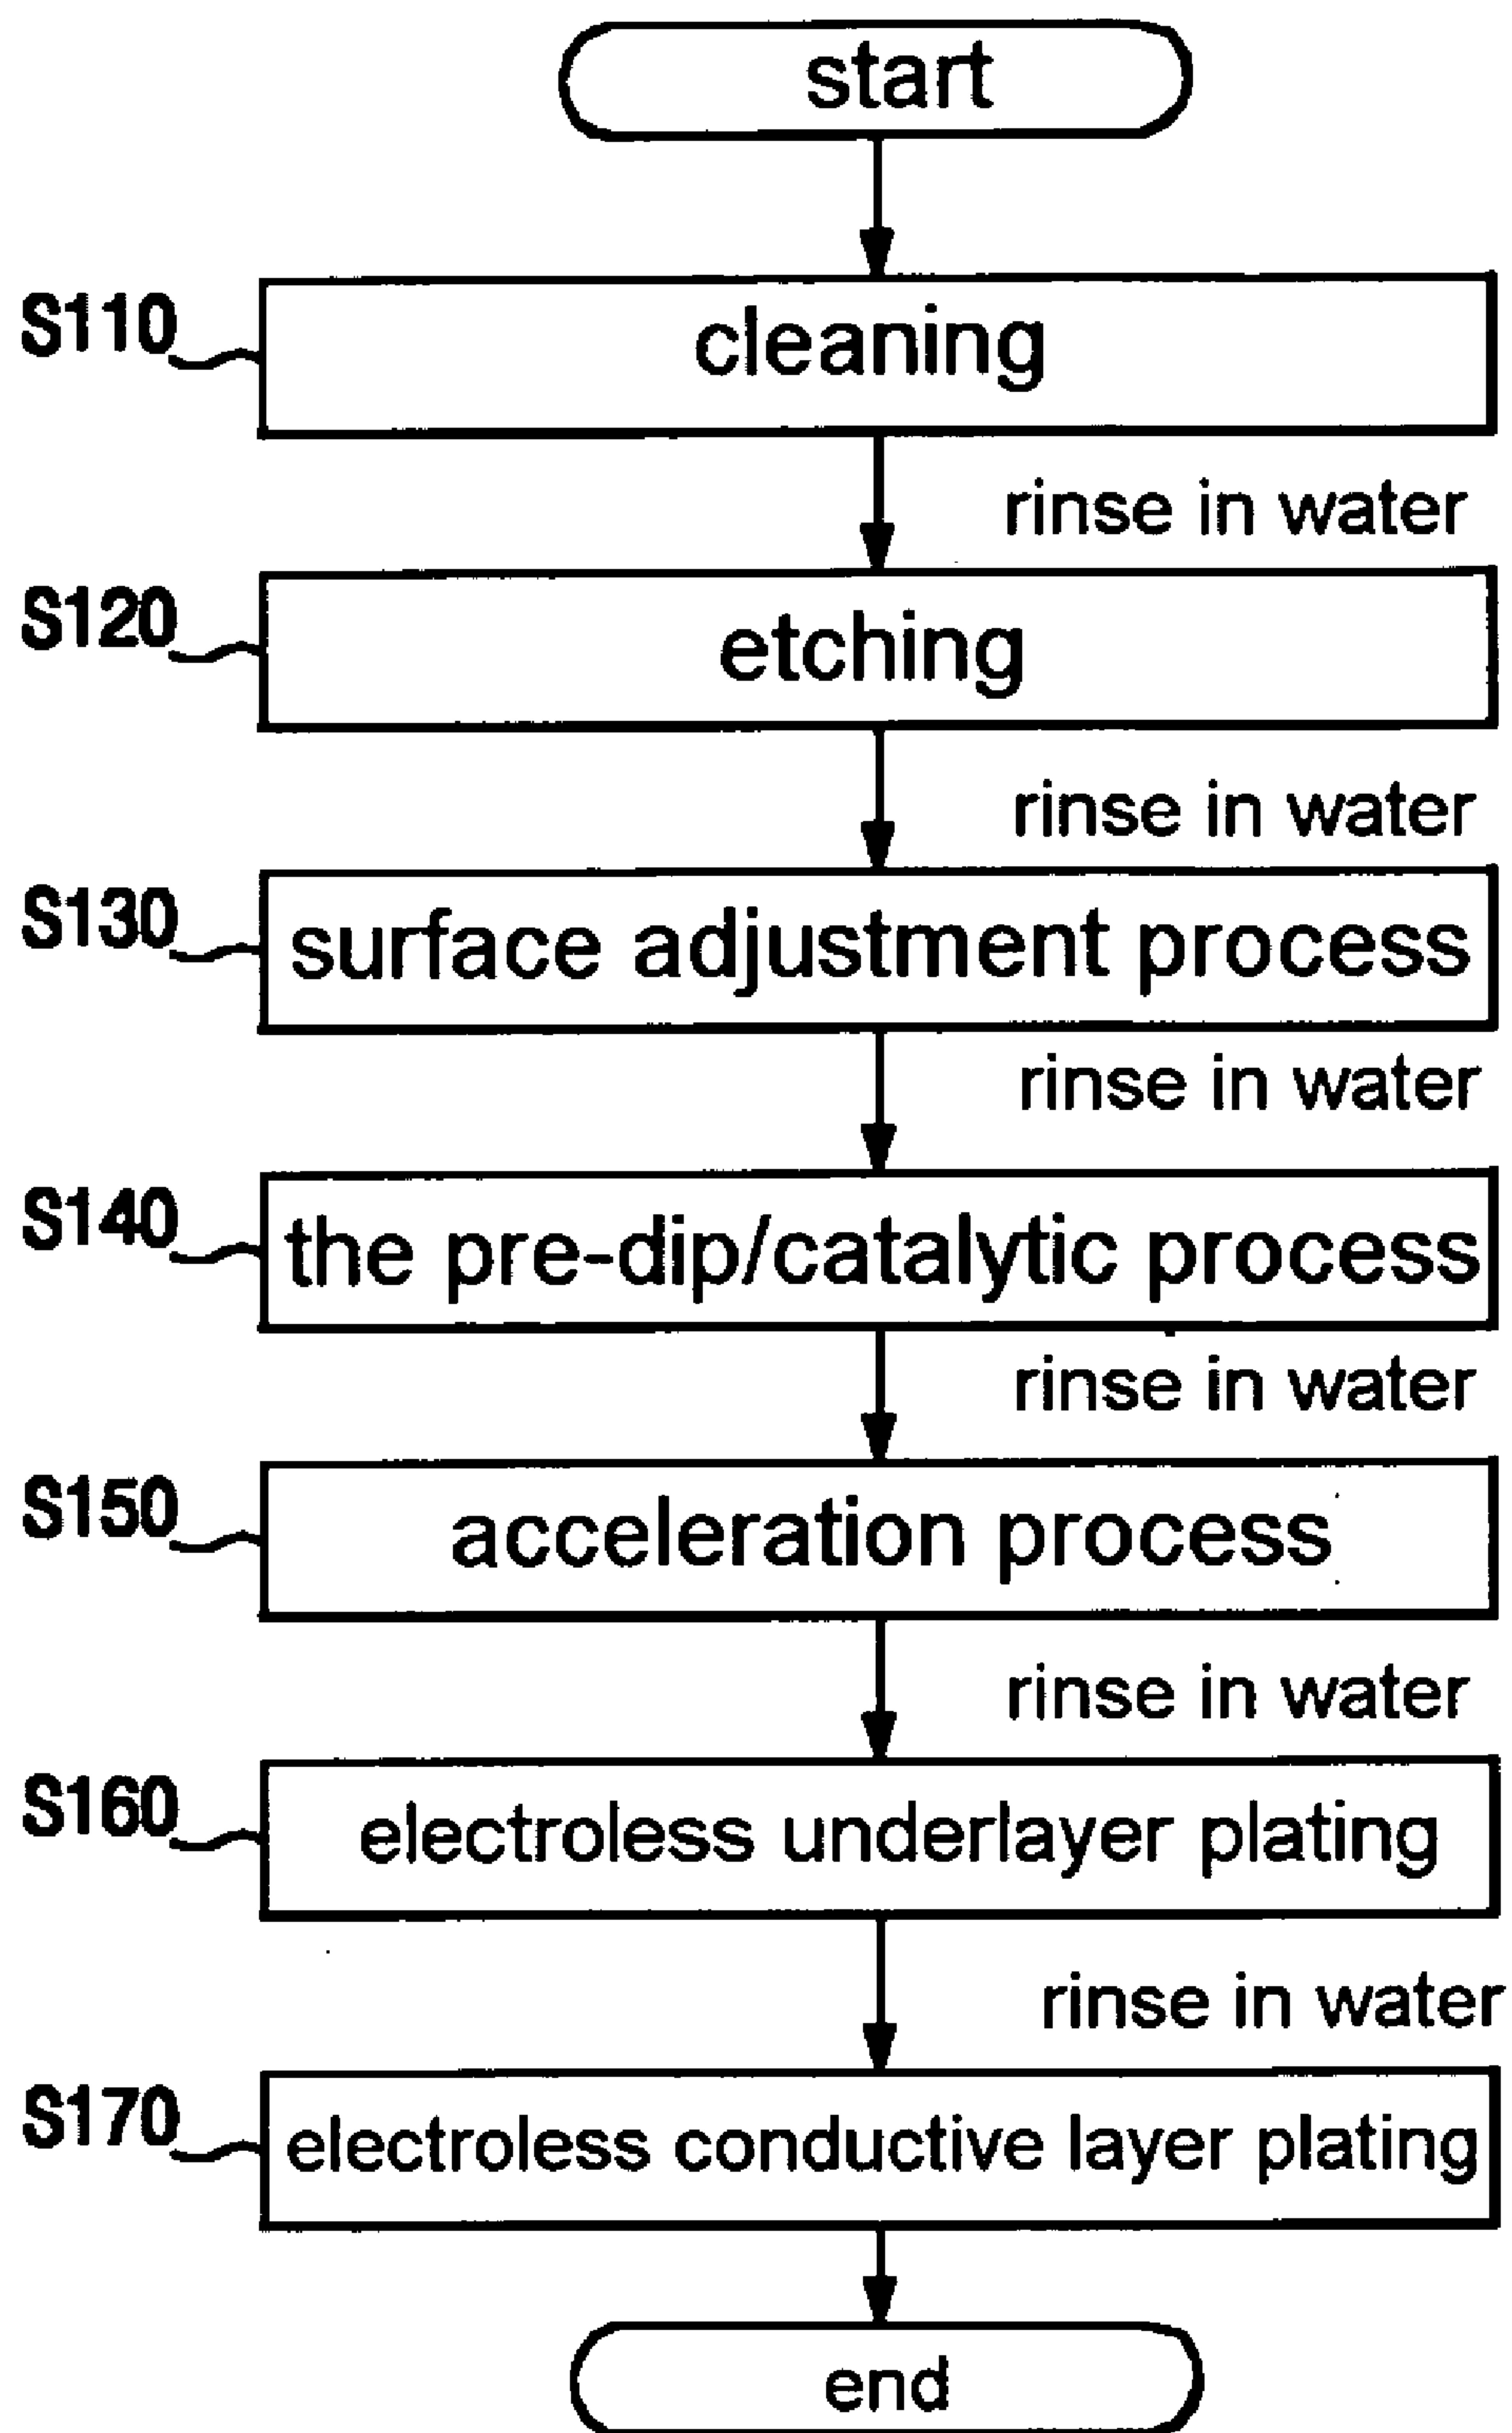 start
S110
cleaning
rinse in water
S120
etching
rinse in water
S130
surface adjustment process
rinse in water
S140
the pre-dip/catalytic process
rinse in water
S150
acceleration process
rinse in water
S160
electroless underlayer plating
rinse in water
S170
electroless conductive layer plating
end